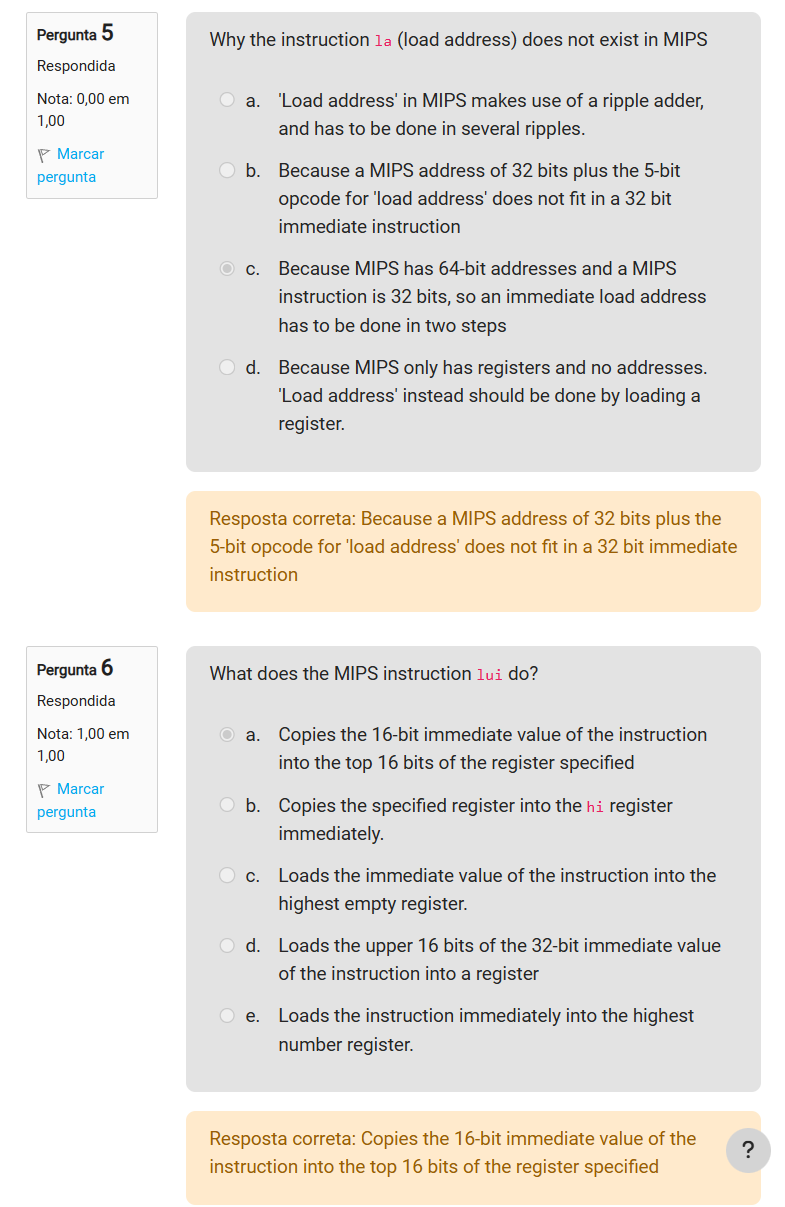 Pergunta 5
Respondida
Nota: 0,00 em
1,00
Marcar
pergunta
Why the instruction la (load address) does not exist in MIPS
a. 'Load address' in MIPS makes use of a ripple adder,
and has to be done in several ripples.
b. Because a MIPS address of 32 bits plus the 5-bit
opcode for 'load address' does not fit in a 32 bit
immediate instruction
c. Because MIPS has 64-bit addresses and a MIPS
instruction is 32 bits, so an immediate load address
has to be done in two steps
d. Because MIPS only has registers and no addresses.
'Load address' instead should be done by loading a
register.
Resposta correta: Because a MIPS address of 32 bits plus the
5-bit opcode for 'load address' does not fit in a 32 bit immediate
instruction
Pergunta 6
Respondida
Nota: 1,00 em
1,00
Marcar
pergunta
What does the MIPS instruction lui do?
a. Copies the 16-bit immediate value of the instruction
into the top 16 bits of the register specified
b. Copies the specified register into the hi register
immediately.
c. Loads the immediate value of the instruction into the
highest empty register.
d. Loads the upper 16 bits of the 32-bit immediate value
of the instruction into a register
e. Loads the instruction immediately into the highest
number register.
Resposta correta: Copies the 16-bit immediate value of the
instruction into the top 16 bits of the register specified
?